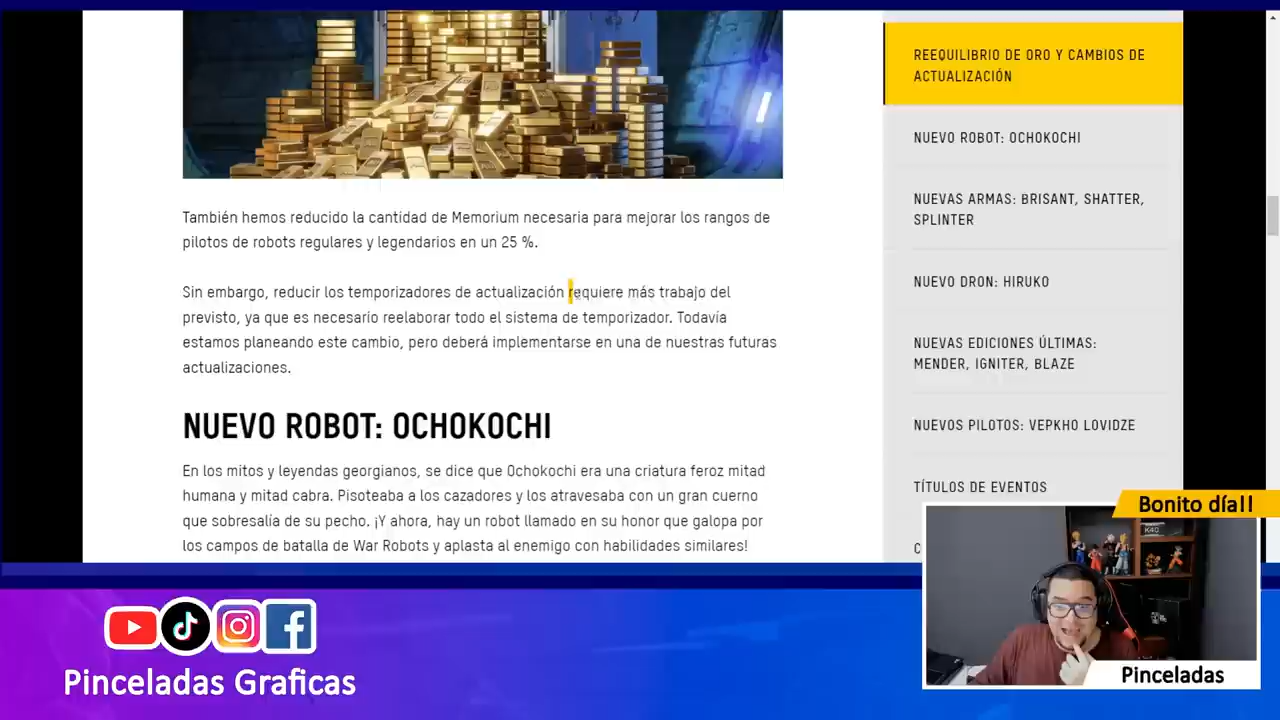 También hemos reducido la cantidad de Memorium necesaria para mejorar los rangos de
pilotos de robots regulares y legendarios en un 25 %.
Sin embargo, reducir los temporizadores de actualización requiere más trabajo del
previsto, ya que es necesario reelaborar todo el sistema de temporizador. Todavía
estamos planeando este cambio, pero deberá implementarse en una de nuestras futuras
actualizaciones.
NUEVO ROBOT: OCHOKOCHI
En los mitos y leyendas georgianos, se dice que Ochokochi era una criatura feroz mitad
humana y mitad cabra. Pisoteaba a los cazadores y los atravesaba con un gran cuerno
que sobresalía de su pecho. ¡Y ahora, hay un robot llamado en su honor que galopa por
los campos de batalla de War Robots y aplasta al enemigo con habilidades similares!
REEQUILIBRIO DE ORO Y CAMBIOS DE
ACTUALIZACIÓN
NUEVO ROBOT: OCHOKOCHI
NUEVAS ARMAS: BRISANT, SHATTER,
SPLINTER
NUEVO DRON: HIRUKO
NUEVAS EDICIONES ÚLTIMAS:
MENDER, IGNITER, BLAZE
NUEVOS PILOTOS: VEPKHO LOVIDZE
TÍTULOS DE EVENTOS
Bonito día!!
Pinceladas
Pinceladas Graficas